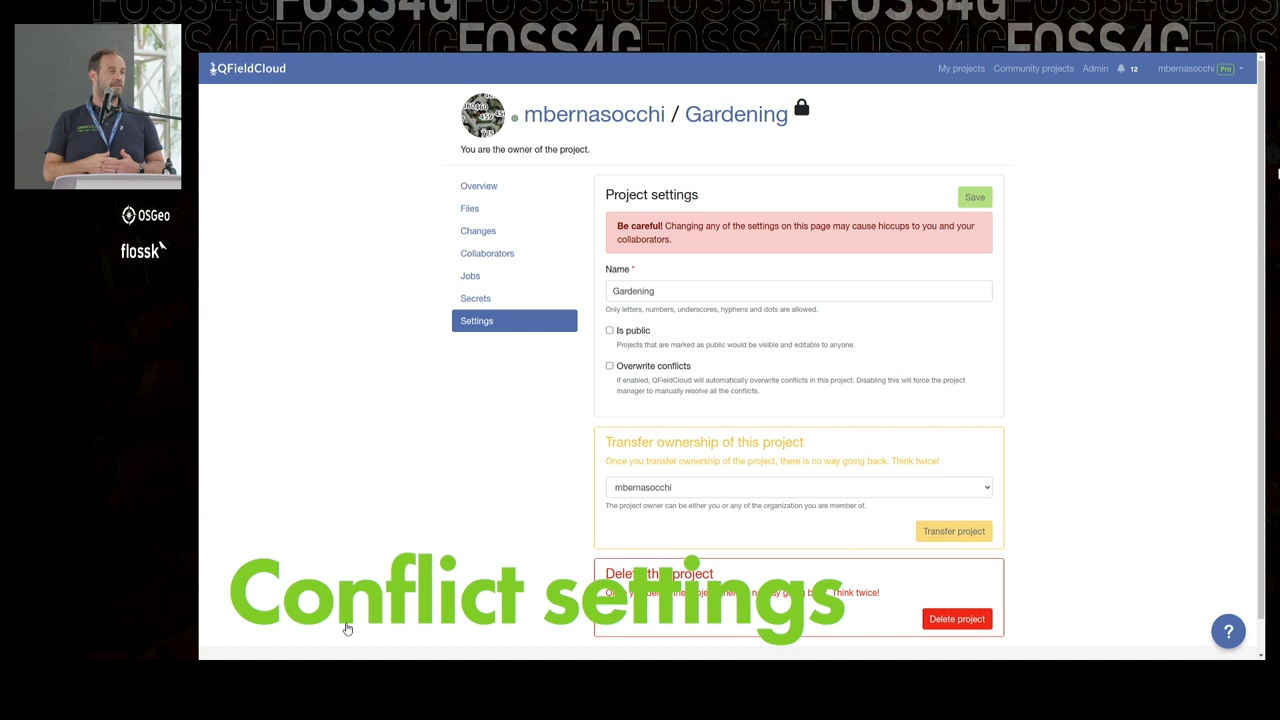 FOSS4GFOSS4GFOSS4G
QFieldCloud
My projects Community projects Admin 12 mbernasocchi Pro
mbernasocchi / Gardening
You are the owner of the project.
Overview
Files
Changes
Collaborators
Jobs
Secrets
Settings
Project settings
Save
Be careful! Changing any of the settings on this page may cause hiccups to you and your
collaborators.
Name *
Gardening
Only letters, numbers, underscores, hyphens and dots are allowed.
Is public
Projects that are marked as public would be visible and editable to anyone.
Overwrite conflicts
If enabled, QFieldCloud will automatically overwrite conflicts in this project. Disabling this will force the project
manager to manually resolve all the conflicts.
Transfer ownership of this project
Once you transfer ownership of the project, there is no way going back. Think twice!
mbernasocchi
The project owner can be either you or any of the organization you are member of.
Transfer project
Delete this project
Think twice!
Delete project
Conflict settings
?
OSGeo
flossk